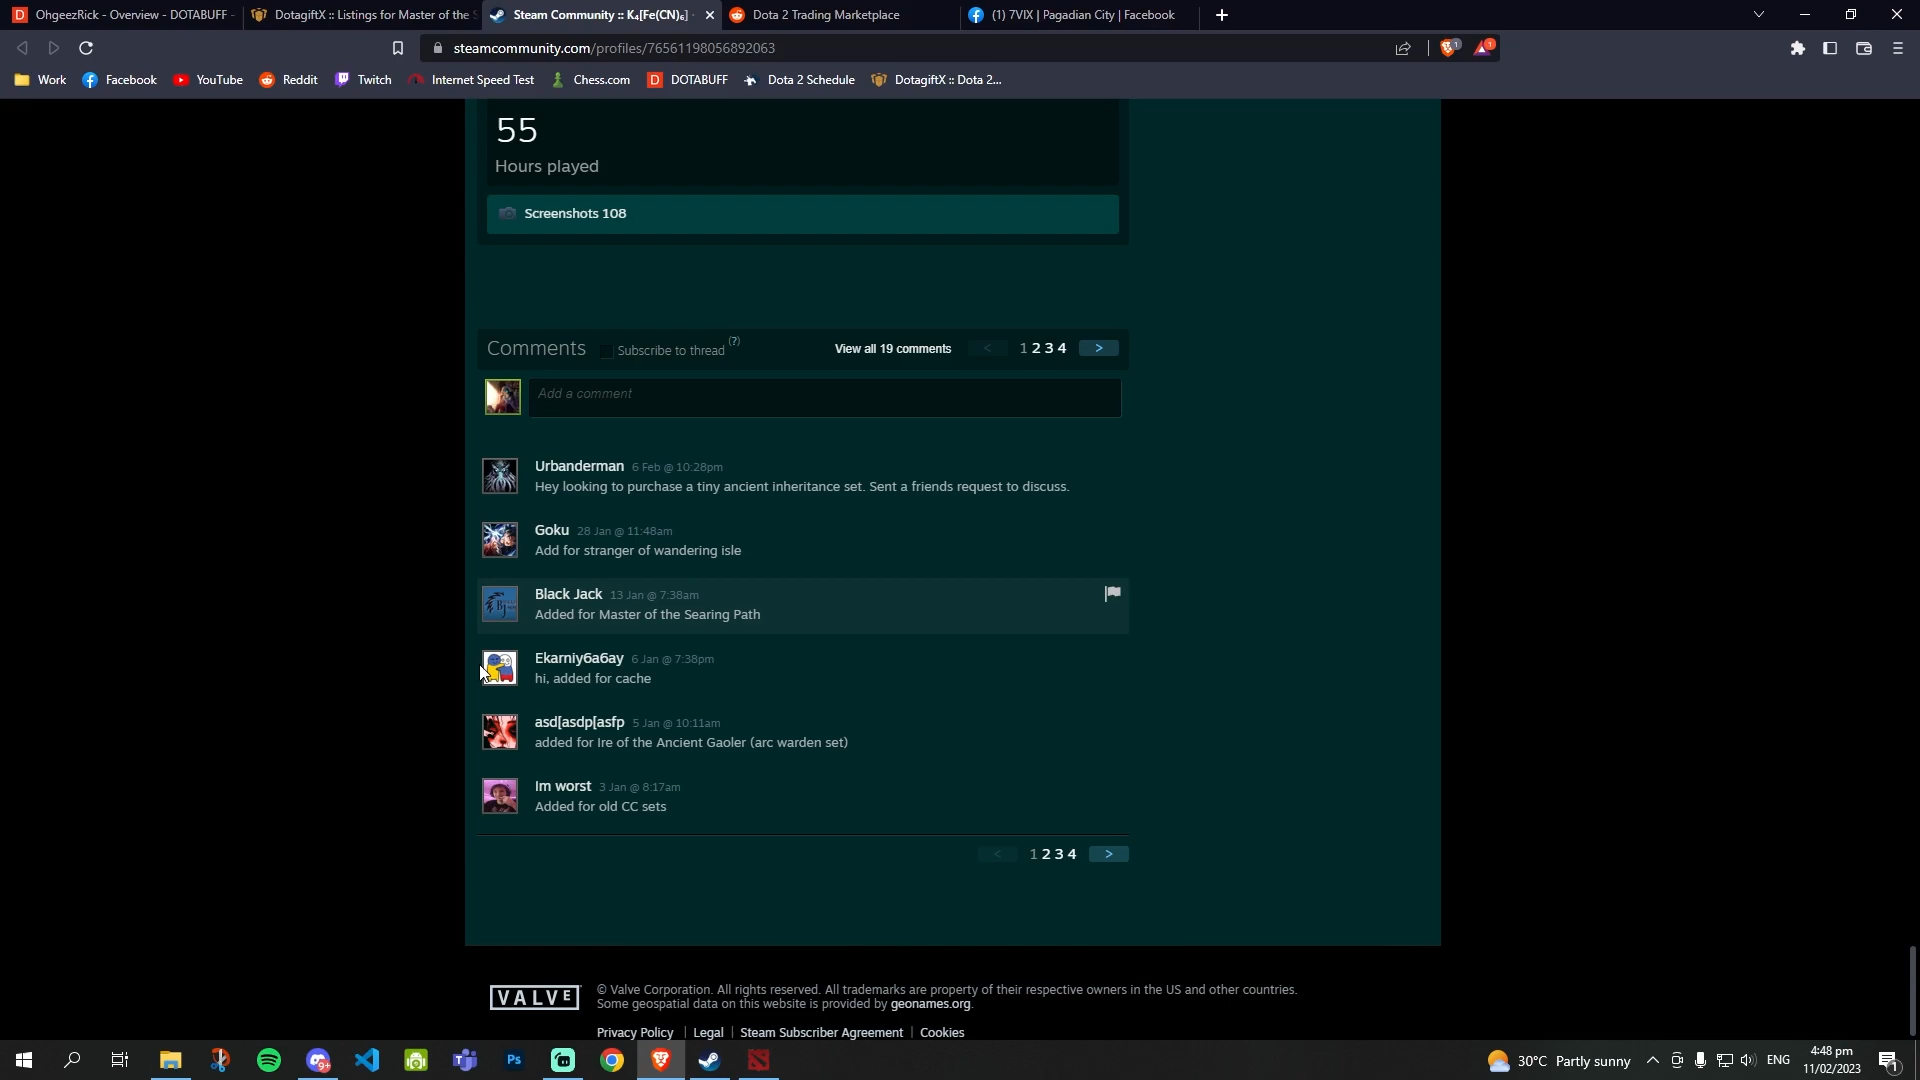 OhgeezRick - Overview - DOTABUFF -
DotagiftX :: Listings for Master of the S
Steam Community :: K₄[Fe(CN)₆]
Dota 2 Trading Marketplace
(1) 7VIX | Pagadian City | Facebook
steamcommunity.com/profiles/76561198056892063
1
1
Work
Facebook
YouTube
Reddit
Twitch
Internet Speed Test
Chess.com
DOTABUFF
Dota 2 Schedule
DotagiftX :: Dota 2...
55
Hours played
Screenshots 108
Comments
Subscribe to thread (?)
View all 19 comments
< 1 2 3 4 >
Add a comment
Urbanderman 6 Feb @ 10:28pm
Hey looking to purchase a tiny ancient inheritance set. Sent a friends request to discuss.
Goku 28 Jan @ 11:48am
Add for stranger of wandering isle
Black Jack 13 Jan @ 7:38am
Added for Master of the Searing Path
Ekarniy6a6ay 6 Jan @ 7:38pm
hi, added for cache
asd[asdp[asfp 5 Jan @ 10:11am
added for Ire of the Ancient Gaoler (arc warden set)
Im worst 3 Jan @ 8:17am
Added for old CC sets
< 1 2 3 4 >
VALVE
© Valve Corporation. All rights reserved. All trademarks are property of their respective owners in the US and other countries.
Some geospatial data on this website is provided by geonames.org.
Privacy Policy | Legal | Steam Subscriber Agreement | Cookies
30°C Partly sunny
ENG
4:48 pm
11/02/2023
1